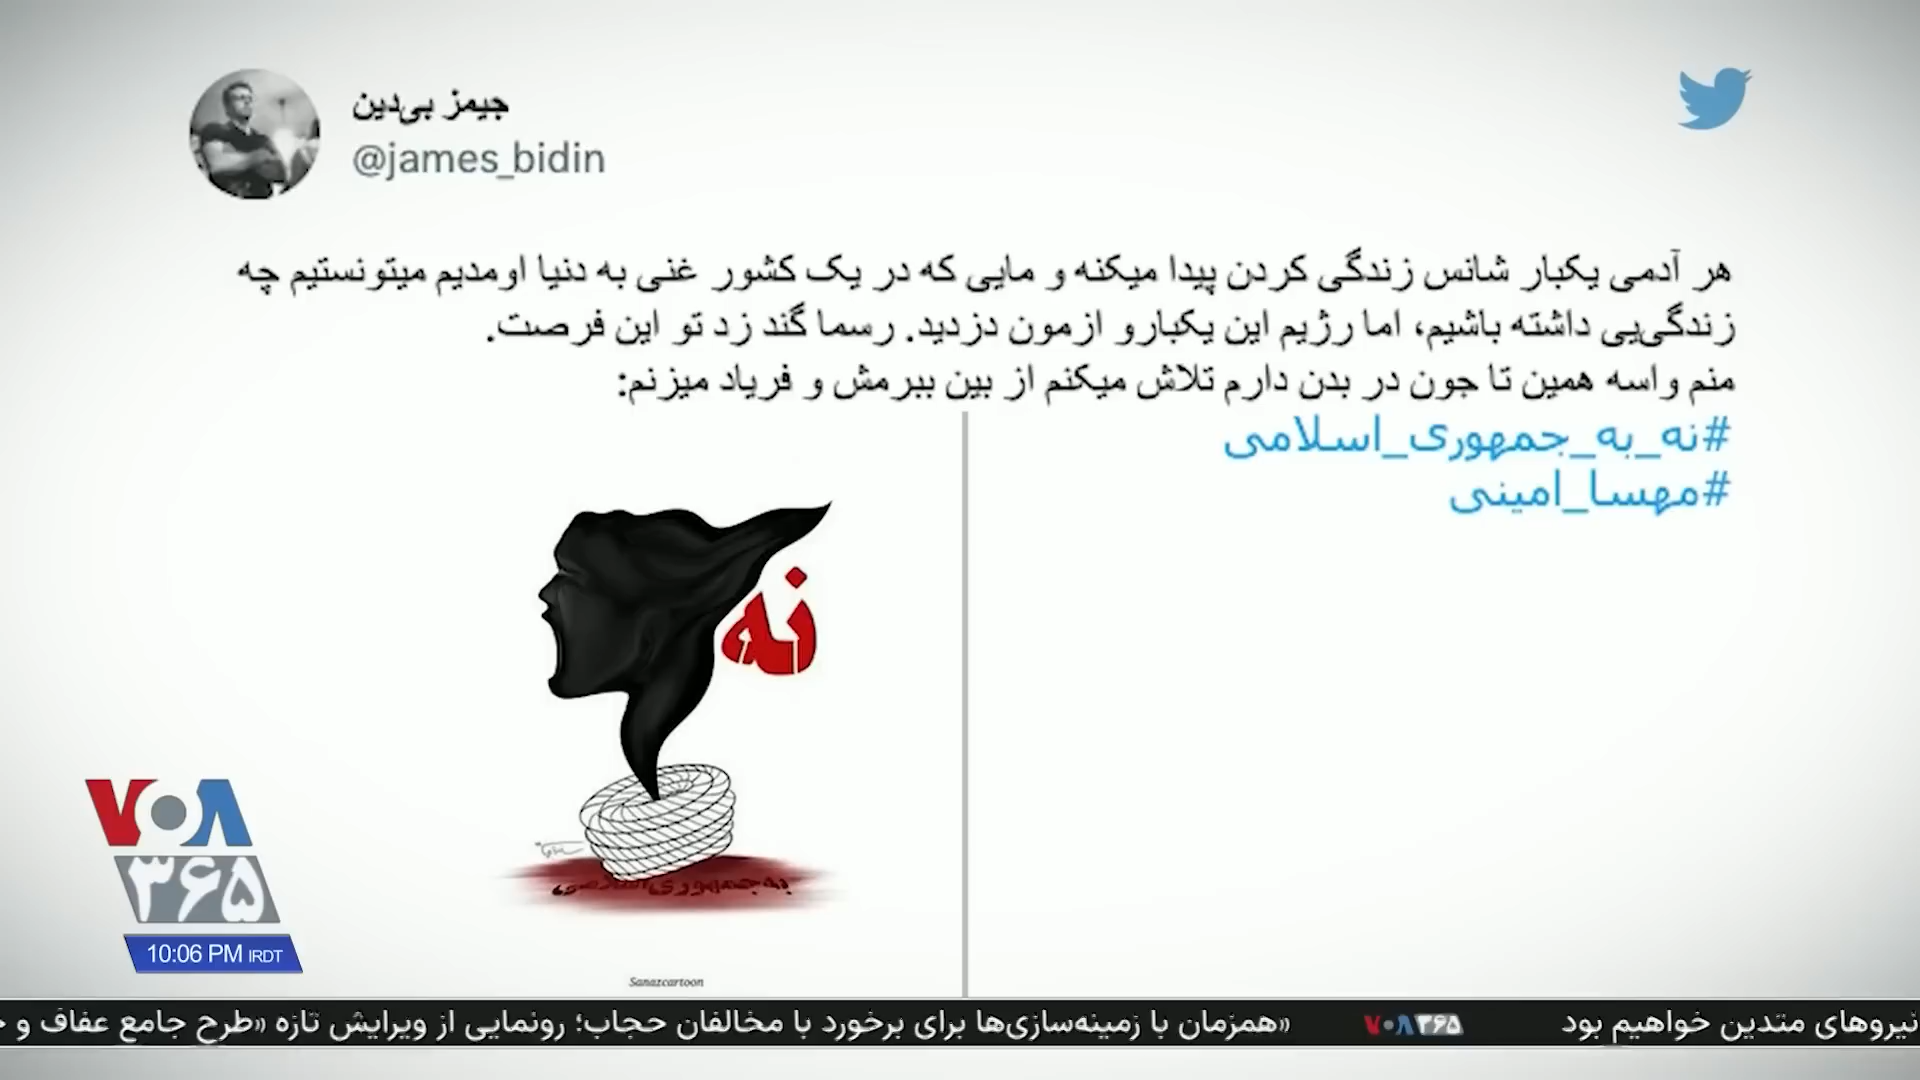 جیمز بی‌دین
@james_bidin
هر آدمی یکبار شانس زندگی کردن پیدا میکنه و مایی که در یک کشور غنی به دنیا اومدیم میتونستیم چه
زندگی‌یی داشته باشیم، اما رژیم این یکبارو ازمون دزدید. رسما گند زد تو این فرصت.
منم واسه همین تا جون در بدن دارم تلاش میکنم از بین ببرمش و فریاد میزنم:
#نه_به_جمهوری_اسلامی
#مهسا_امینی
نه
به جمهوری اسلامی
Sanazcartoon
VOA
۳۶۵
10:06 PM IRDT
نیروهای متدین خواهیم بود VOA۳۶۵ «همزمان با زمینه‌سازی‌ها برای برخورد با مخالفان حجاب؛ رونمایی از ویرایش تازه «طرح جامع عفاف و